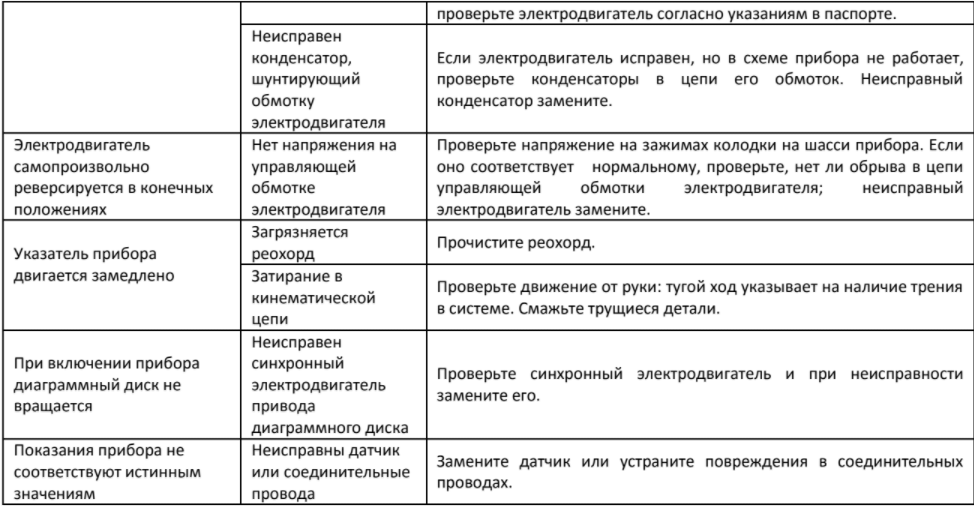 проверьте электродвигатель согласно указаниям в паспорте.
Неисправен
конденсатор,
шунтирующий
обмотку
электродвигателя
Если электродвигатель исправен, но в схеме прибора не работает,
проверьте конденсаторы в цепи его обмоток. Неисправный
конденсатор замените.
Электродвигатель
самопроизвольно
реверсируется в конечных
положениях
Нет напряжения на
управляющей
обмотке
электродвигателя
Проверьте напряжение на зажимах колодки на шасси прибора. Если
оно соответствует нормальному, проверьте, нет ли обрыва в цепи
управляющей обмотки электродвигателя; неисправный
электродвигатель замените.
Указатель прибора
двигается замедлено
Загрязняется
реохорд
Прочистите реохорд.
Затирание в
кинематической
цепи
Проверьте движение от руки: тугой ход указывает на наличие трения
в системе. Смажьте трущиеся детали.
При включении прибора
диаграммный диск не
вращается
Неисправен
синхронный
электродвигатель
привода
диаграммного диска
Проверьте синхронный электродвигатель и при неисправности
замените его.
Показания прибора не
соответствуют истинным
значениям
Неисправны датчик
или соединительные
провода
Замените датчик или устраните повреждения в соединительных
проводах.